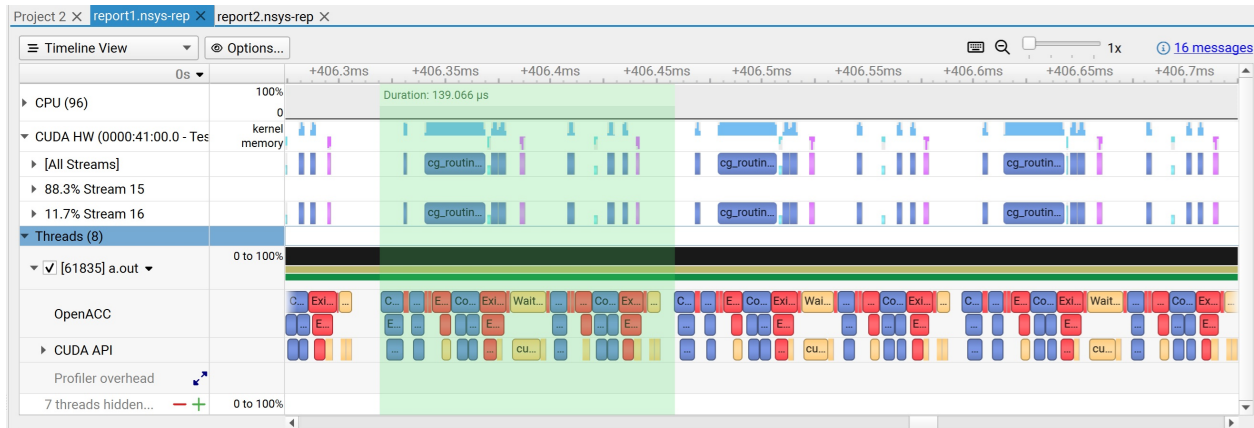 Project 2 × report1.nsys-rep × report2.nsys-rep ×
Timeline View Options... 1x 16 messages
0s +406.3ms +406.35ms +406.4ms +406.45ms +406.5ms +406.55ms +406.6ms +406.65ms +406.7ms
CPU (96) 100% Duration: 139.066 µs
0
CUDA HW (0000:41:00.0 - Tes kernel
memory
[All Streams] cg_routin... cg_routin... cg_routin...
88.3% Stream 15
11.7% Stream 16 cg_routin... cg_routin... cg_routin...
Threads (8)
[61835] a.out 0 to 100%
OpenACC C... Exi... ... C... ... E... Co... Exi... Wait... ... ... Co... Ex... ... C... ... E... Co... Exi... Wai... ... ... Co... Exi... ... C... ... E... Co... Exi... Wait... ... ... Co... Ex...
... E... E... ... E... ... E... ... ... E... ... E... ... ... E... ... E...
CUDA API ... ... cu... ... ... ... cu... ... ... ... cu... ...
Profiler overhead
7 threads hidden... 0 to 100%